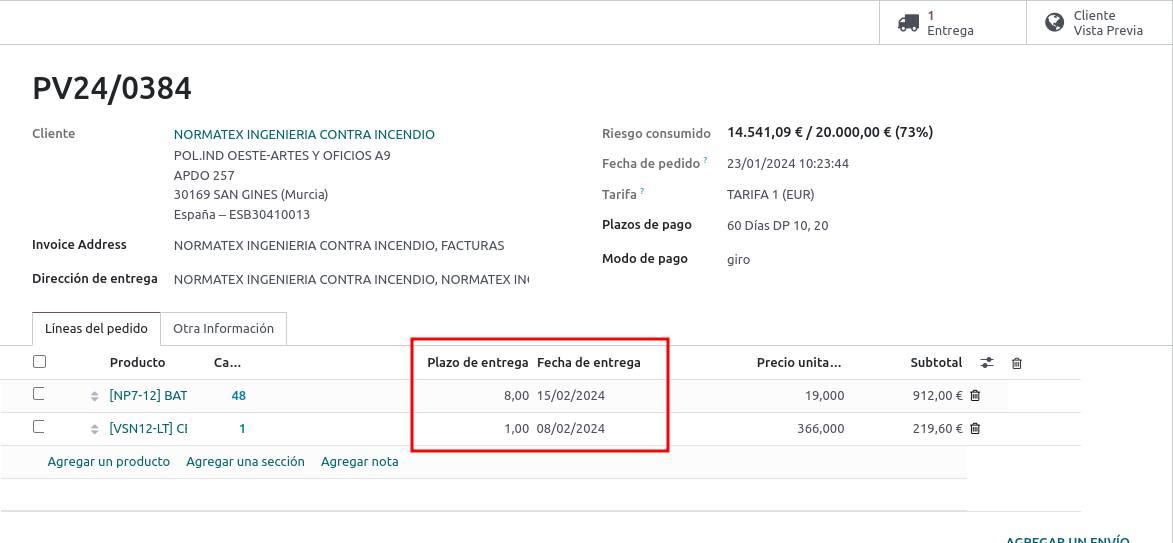 1
Entrega
Cliente
Vista Previa
PV24/0384
Cliente
NORMATEX INGENIERIA CONTRA INCENDIO
POL.IND OESTE-ARTES Y OFICIOS A9
APDO 257
30169 SAN GINES (Murcia)
España – ESB30410013
Invoice Address NORMATEX INGENIERIA CONTRA INCENDIO, FACTURAS
Dirección de entrega NORMATEX INGENIERIA CONTRA INCENDIO, NORMATEX IN
Riesgo consumido 14.541,09 € / 20.000,00 € (73%)
Fecha de pedido ? 23/01/2024 10:23:44
Tarifa ? TARIFA 1 (EUR)
Plazos de pago 60 Días DP 10, 20
Modo de pago giro
Líneas del pedido Otra Información
Producto Ca... Plazo de entrega Fecha de entrega Precio unita... Subtotal
[NP7-12] BAT 48 8,00 15/02/2024 19,000 912,00 €
[VSN12-LT] CE 1 1,00 08/02/2024 366,000 219,60 €
Agregar un producto Agregar una sección Agregar nota
AGREGAR UN ENVÍO